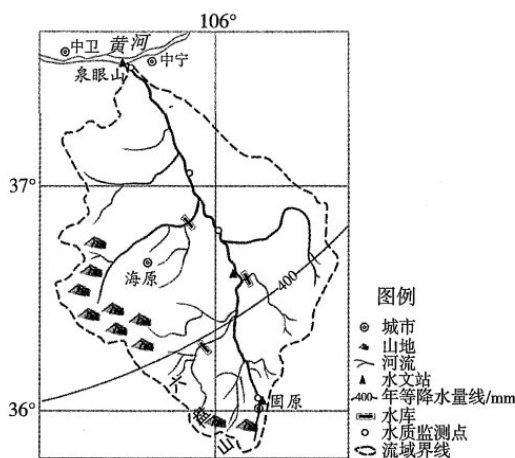 106°
黄河
中卫
中宁
泉眼山
37°
海原
400
图例
城市
山地
河流
水文站
400 年等降水量线/mm
水库
水质监测点
流域界线
六
盘
山
固原
36°